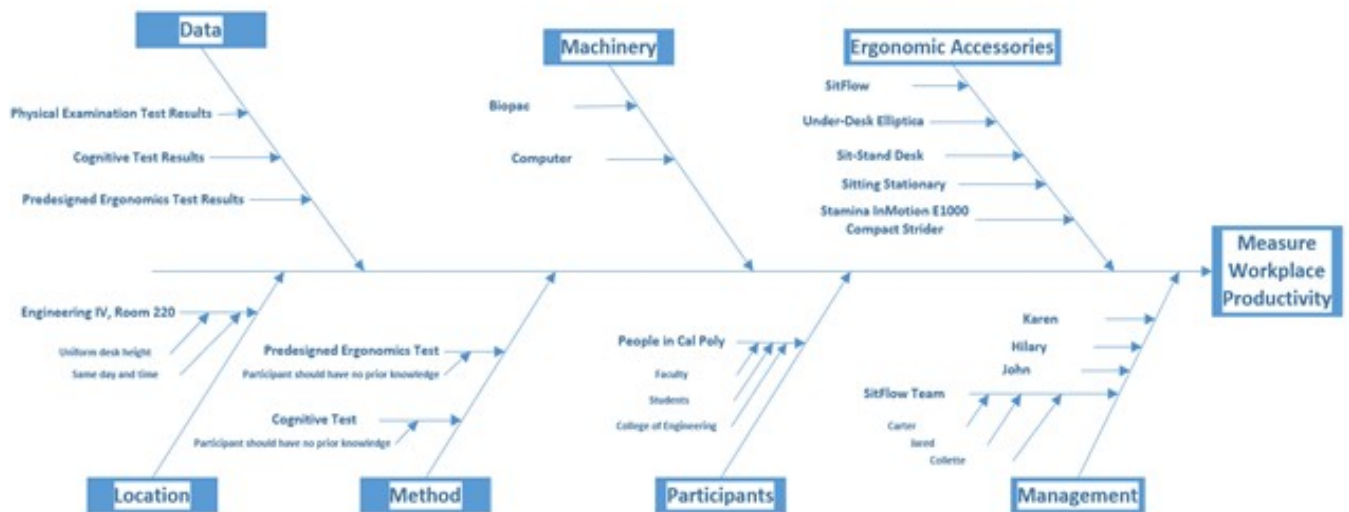 Data
Machinery
Ergonomic Accessories
Physical Examination Test Results
Cognitive Test Results
Predesigned Ergonomics Test Results
Biopac
Computer
SitFlow
Under-Desk Elliptica
Sit-Stand Desk
Sitting Stationary
Stamina InMotion E1000
Compact Strider
Measure
Workplace
Productivity
Engineering IV, Room 220
Uniform desk height
Same day and time
Predesigned Ergonomics Test
Participant should have no prior knowledge
Cognitive Test
Participant should have no prior knowledge
People in Cal Poly
Faculty
Students
College of Engineering
Karen
Hilary
John
SitFlow Team
Carter
Jared
Collette
Location
Method
Participants
Management